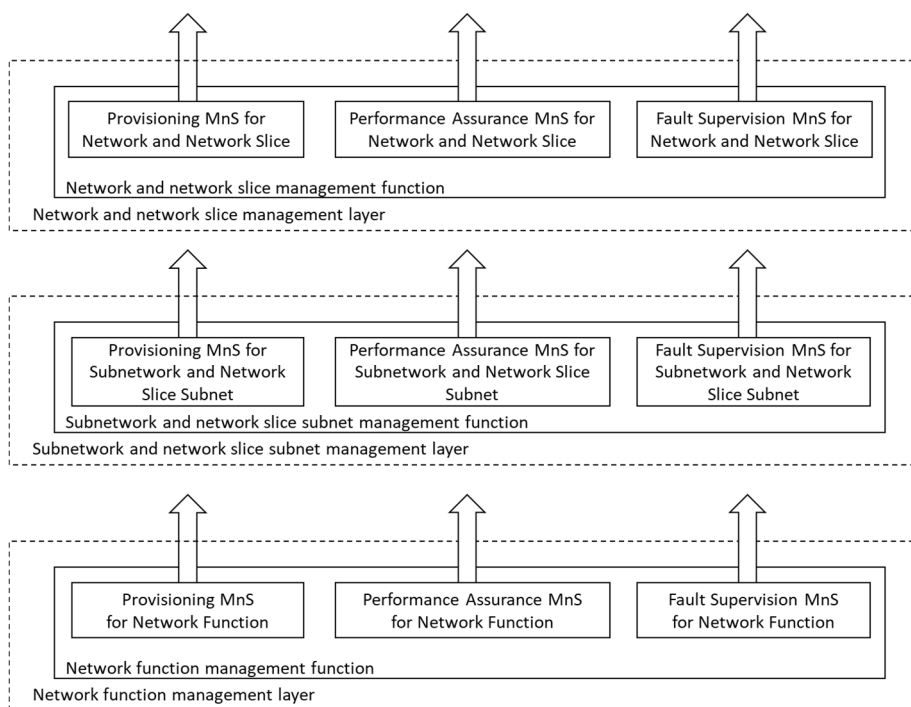 Provisioning MnS for
Network and Network Slice
Performance Assurance MnS for
Network and Network Slice
Fault Supervision MnS for
Network and Network Slice
Network and network slice management function
Network and network slice management layer
Provisioning MnS for
Subnetwork and Network
Slice Subnet
Performance Assurance MnS for
Subnetwork and Network Slice
Subnet
Fault Supervision MnS for
Subnetwork and Network
Slice Subnet
Subnetwork and network slice subnet management function
Subnetwork and network slice subnet management layer
Provisioning MnS
for Network Function
Performance Assurance MnS
for Network Function
Fault Supervision MnS
for Network Function
Network function management function
Network function management layer